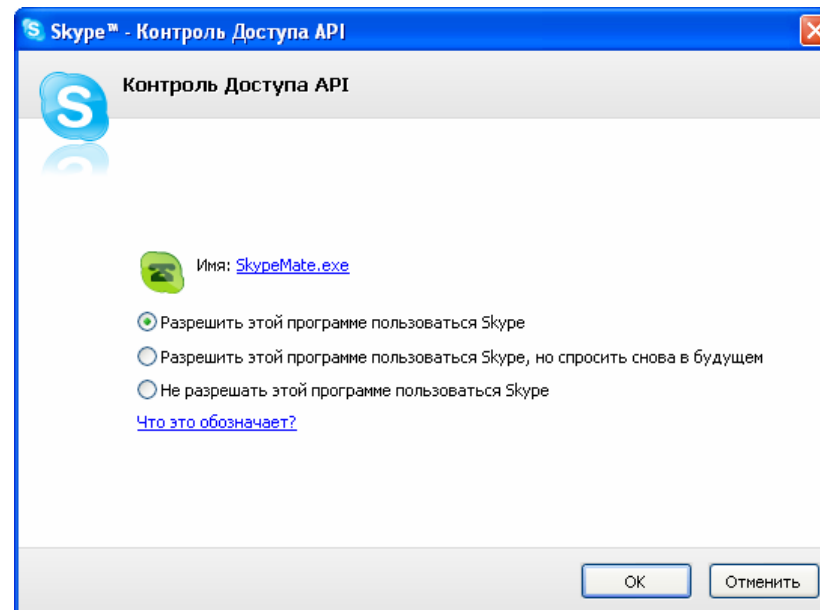 Skype™ - Контроль Доступа API
Контроль Доступа API
Имя: SkypeMate.exe
Разрешить этой программе пользоваться Skype
Разрешить этой программе пользоваться Skype, но спросить снова в будущем
Не разрешать этой программе пользоваться Skype
Что это обозначает?
OK Отменить